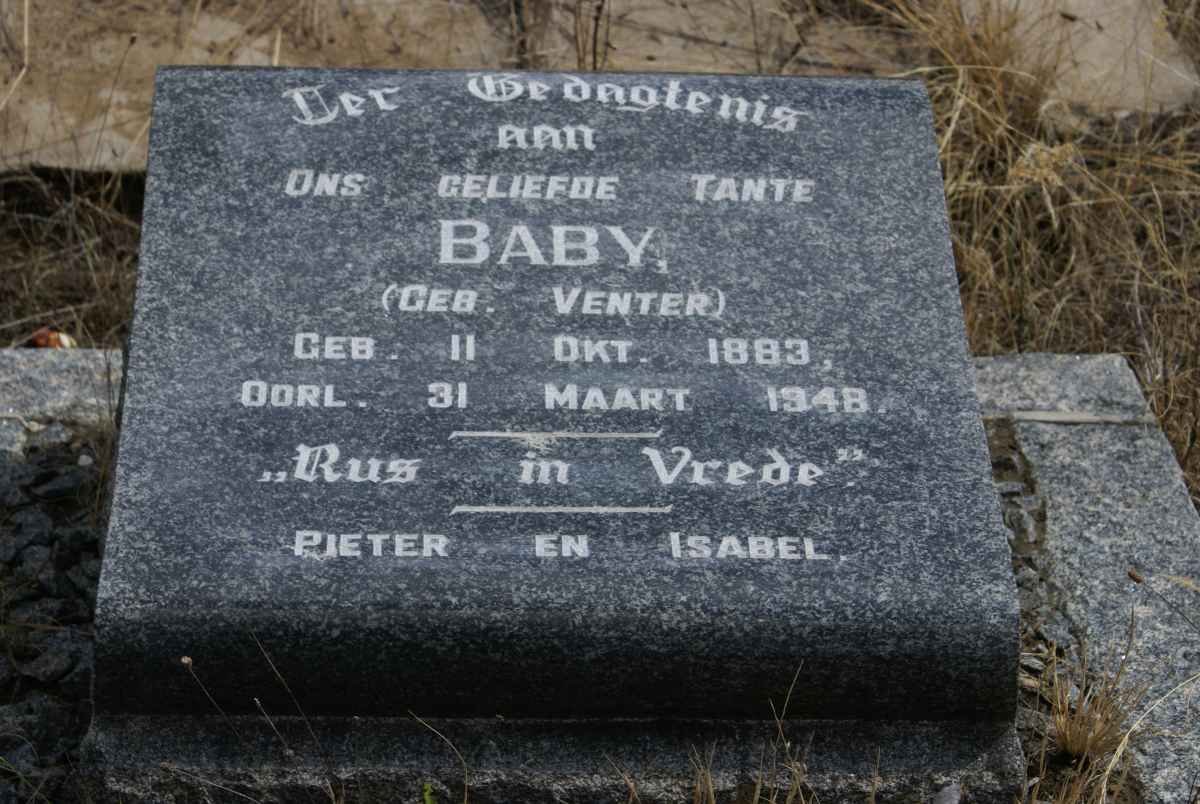 Ter Gedagtenis
aan
Ons geliefde Tante
Baby.
(Geb. Venter)
Geb. 11 Okt. 1883,
Oorl. 31 Maart 1948.
„Rus in Vrede”.
Pieter en Isabel.